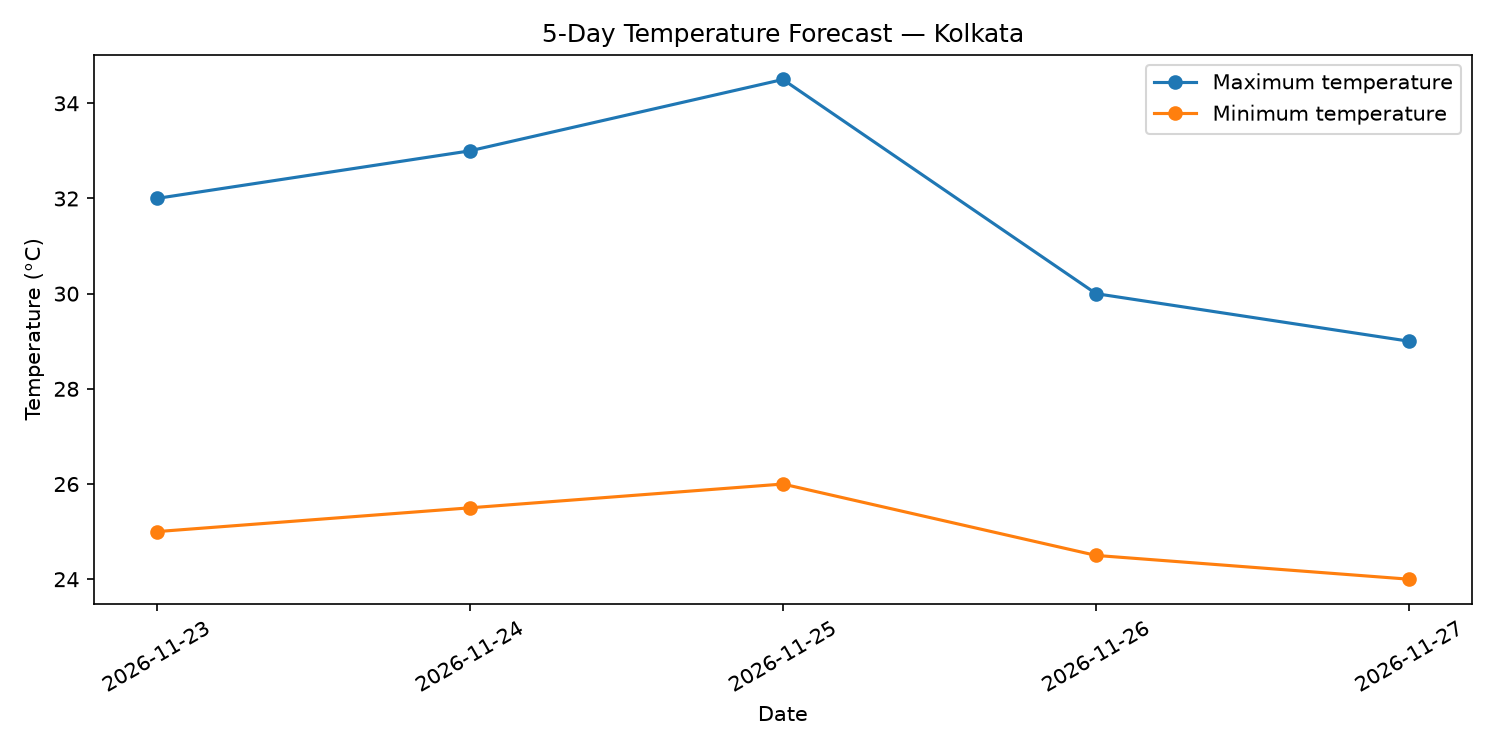 5-Day Temperature Forecast — Kolkata
Maximum temperature
Minimum temperature
Temperature (°C)
34
32
30
28
26
24
2026-11-23
2026-11-24
2026-11-25
2026-11-26
2026-11-27
Date